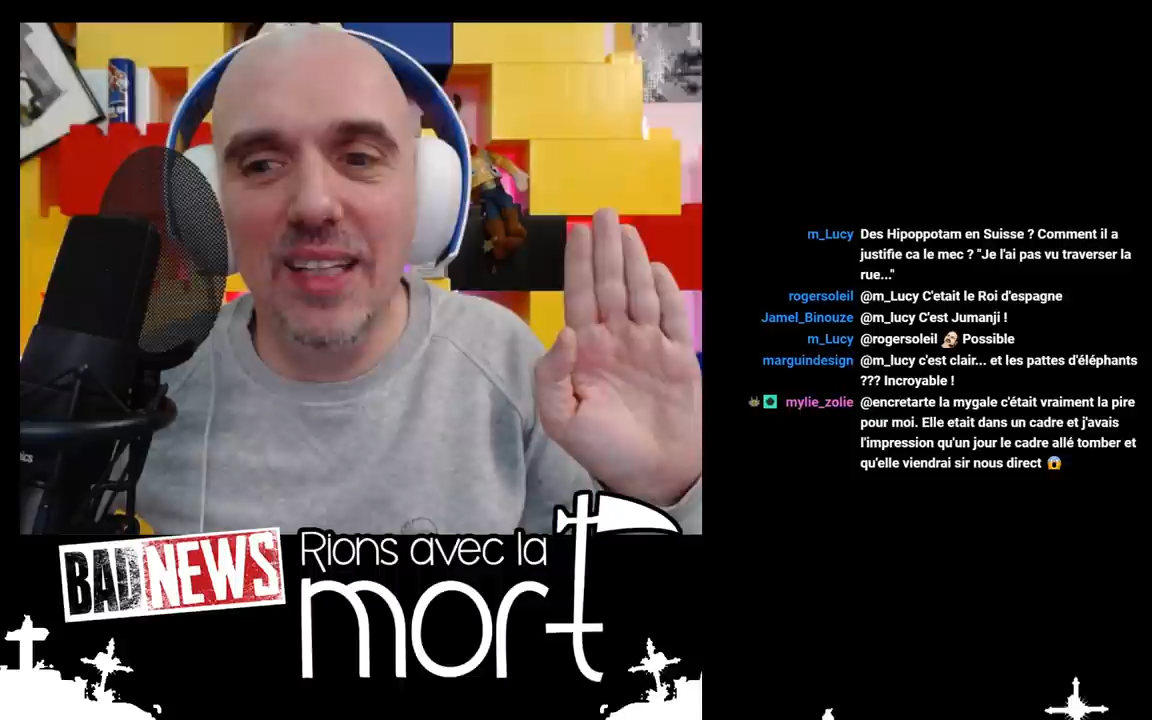 m_Lucy Des Hipoppotam en Suisse ? Comment il a
justifie ca le mec ? "Je l'ai pas vu traverser la
rue..."
rogersoleil @m_Lucy C'etait le Roi d'espagne
Jamel_Binouze @m_lucy C'est Jumanji !
m_Lucy @rogersoleil Possible
marguindesign @m_lucy c'est clair... et les pattes d'éléphants
??? Incroyable !
mylie_zolie @encretarte la mygale c'était vraiment la pire
pour moi. Elle etait dans un cadre et j'avais
l'impression qu'un jour le cadre allé tomber et
qu'elle viendrai sir nous direct 😱
BAD NEWS
Rions avec la
mort